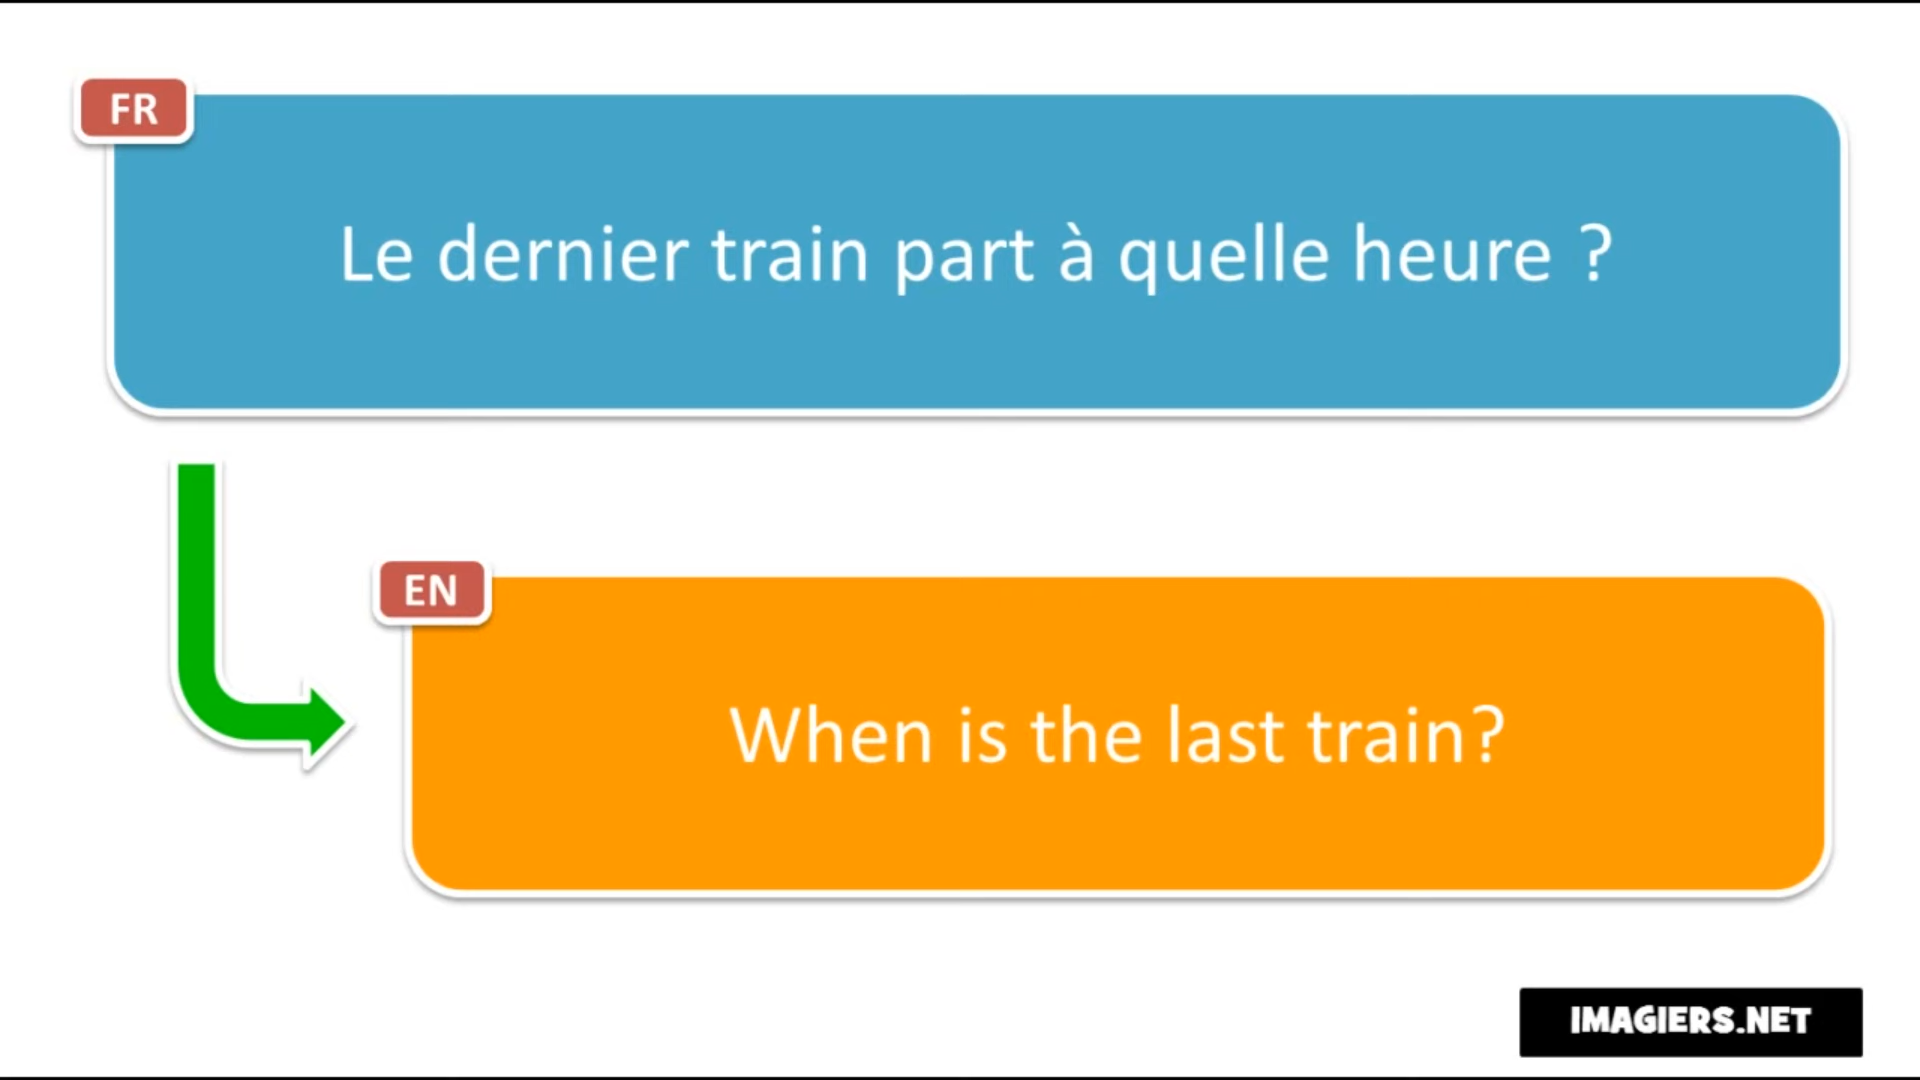 FR
Le dernier train part à quelle heure ?
EN
When is the last train?
IMAGIERS.NET